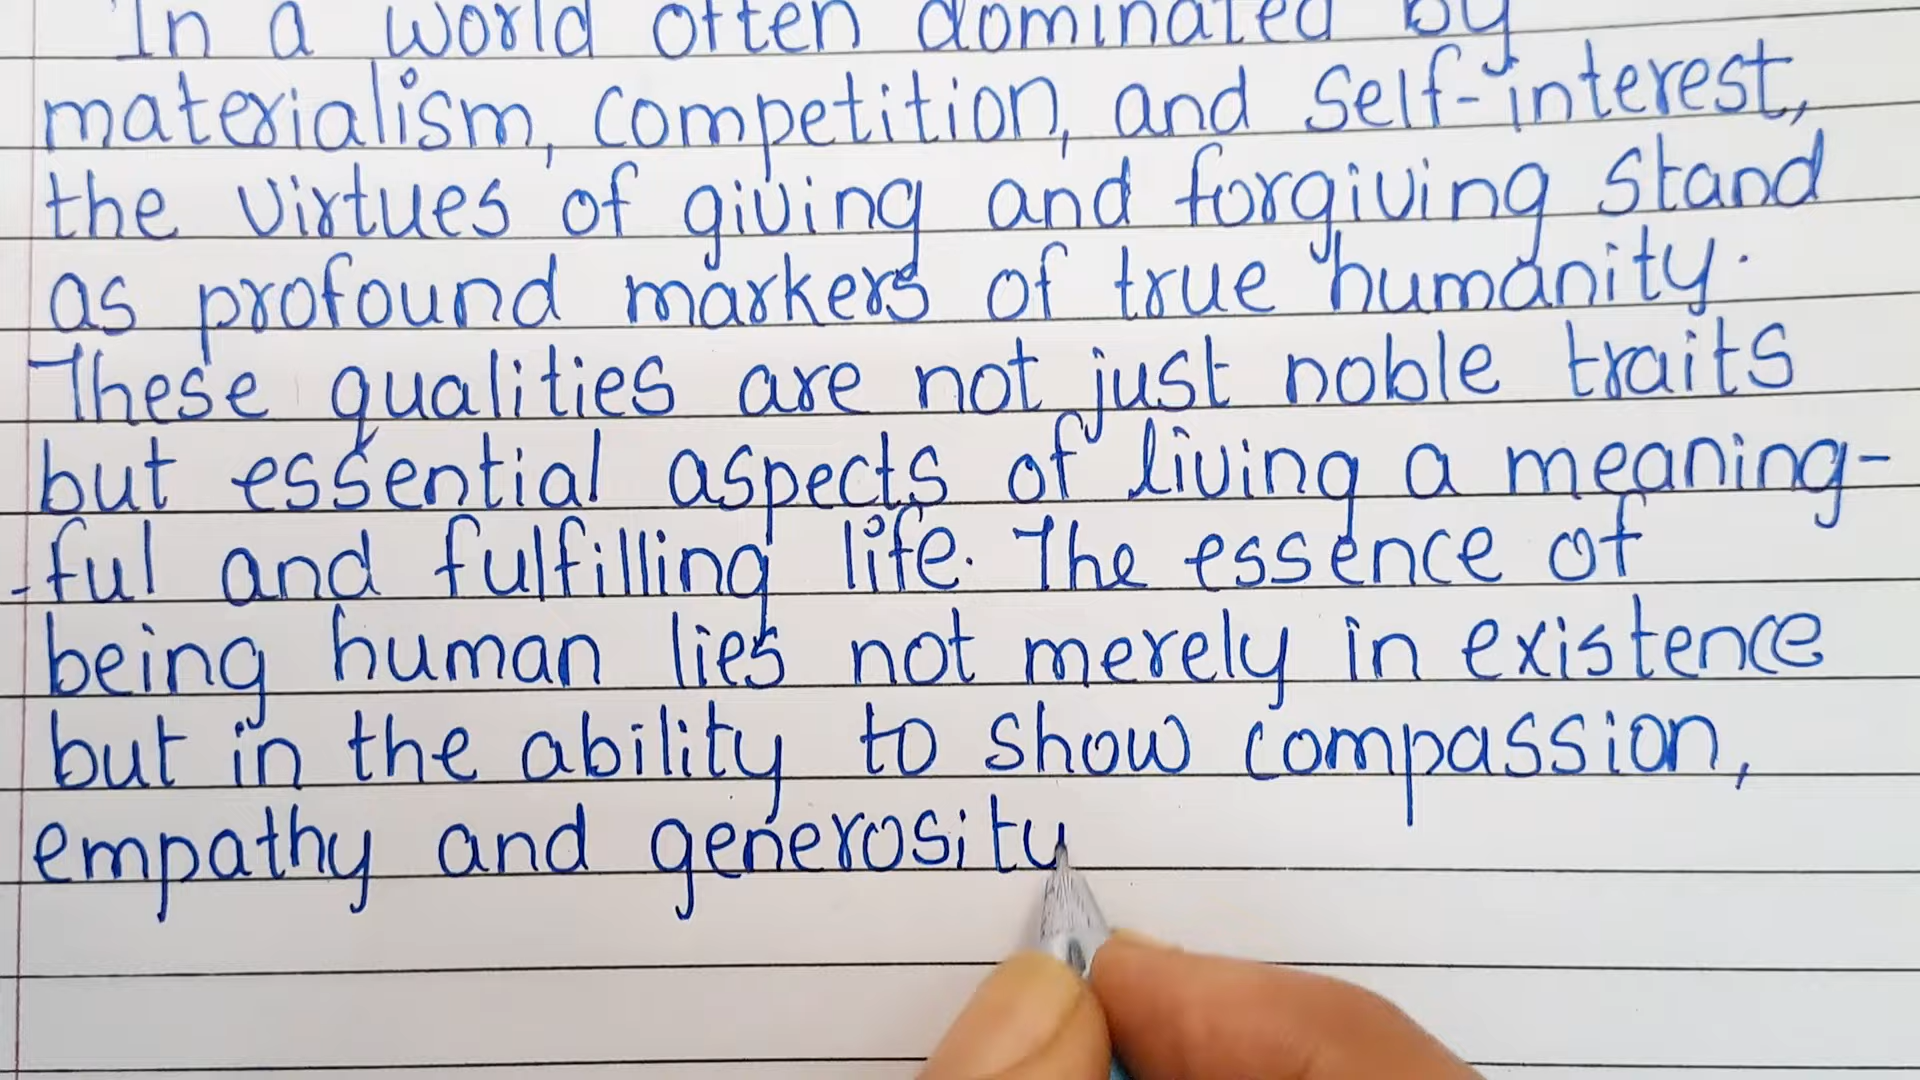 In a world often dominated by
materialism, competition, and self-interest,
the virtues of giving and forgiving stand
as profound markers of true humanity.
These qualities are not just noble traits
but essential aspects of living a meaning-
-ful and fulfilling life. The essence of
being human lies not merely in existence
but in the ability to show compassion,
empathy and generosity